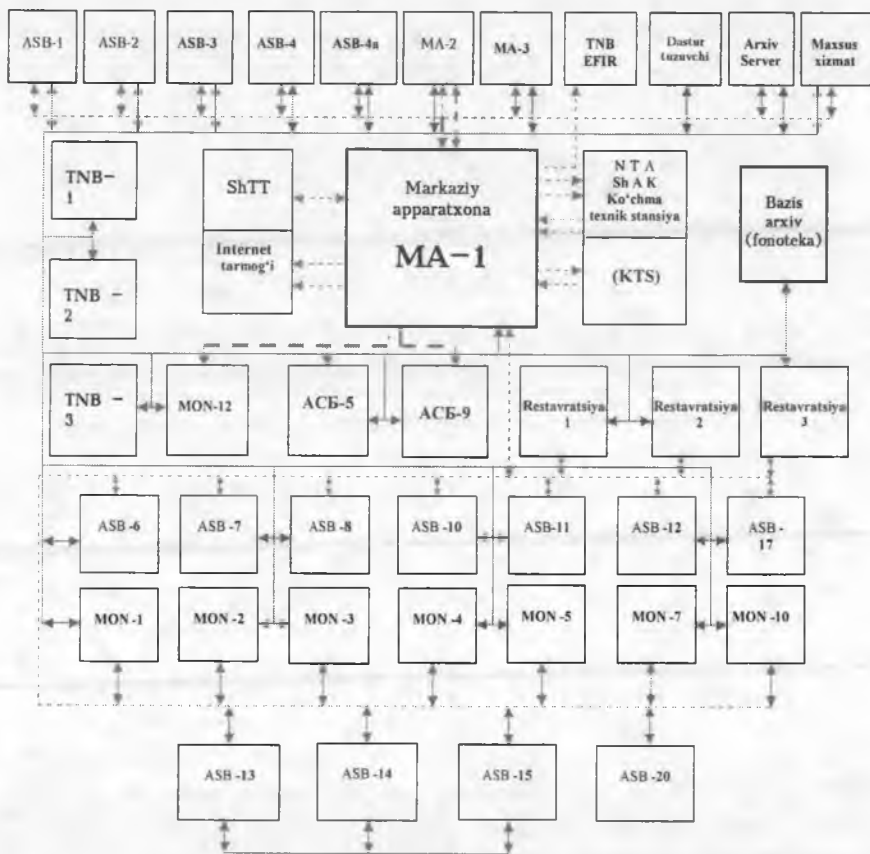 ASB-1
ASB-2
ASB-3
ASB-4
ASB-4a
MA-2
MA-3
TNB
EFIR
Dastur
tuzuvchi
Arxiv
Server
Maxsus
xizmat
TNB-
1
ShTT
Markaziy
apparatxona
MA-1
N T A
Sh A K
Ko‘chma
texnik stansiya
Bazis
arxiv
(fonoteka)
TNB -
2
Internet
tarmog‘i
(KTS)
TNB -
3
MON-12
АСБ-5
АСБ-9
Restavratsiya
1
Restavratsiya
2
Restavratsiya
3
ASB-6
ASB-7
ASB-8
ASB-10
ASB-11
ASB-12
ASB-
17
MON-1
MON-2
MON-3
MON-4
MON-5
MON-7
MON-10
ASB-13
ASB-14
ASB-15
ASB-20